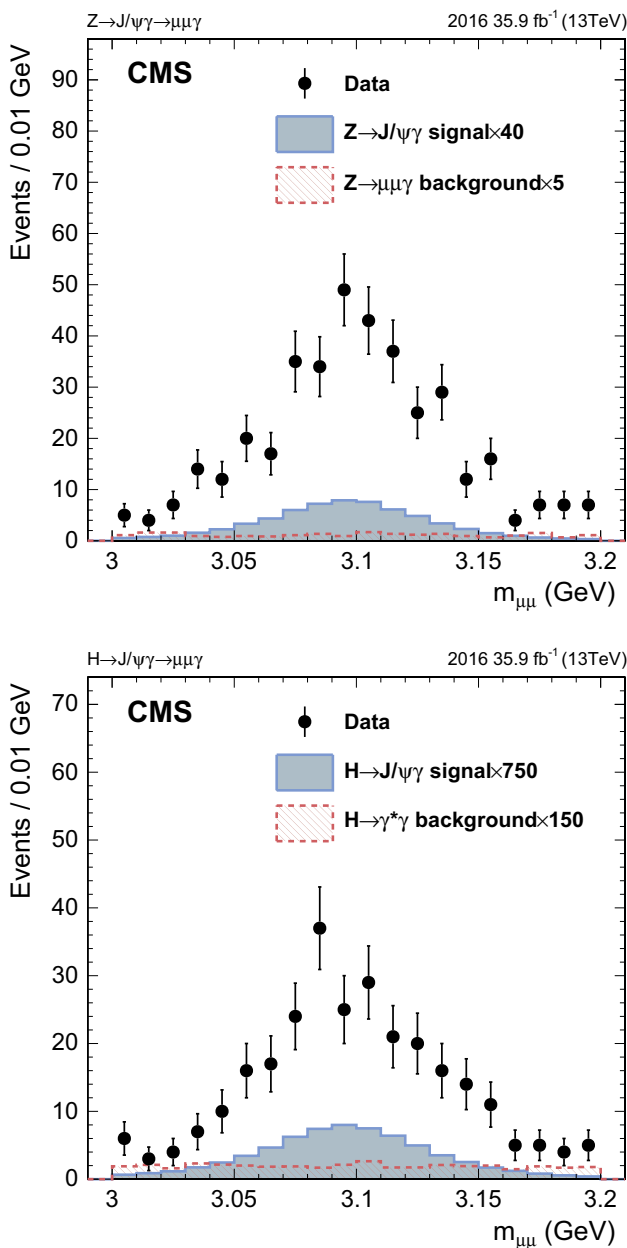 Z→J/ψγ→μμγ 2016 35.9 fb⁻¹ (13TeV)
CMS
Data
Z→J/ψγ signal×40
Z→μμγ background×5
Events / 0.01 GeV
90
80
70
60
50
40
30
20
10
0
3 3.05 3.1 3.15 3.2
m_μμ (GeV)
H→J/ψγ→μμγ 2016 35.9 fb⁻¹ (13TeV)
CMS
Data
H→J/ψγ signal×750
H→γ*γ background×150
Events / 0.01 GeV
70
60
50
40
30
20
10
0
3 3.05 3.1 3.15 3.2
m_μμ (GeV)